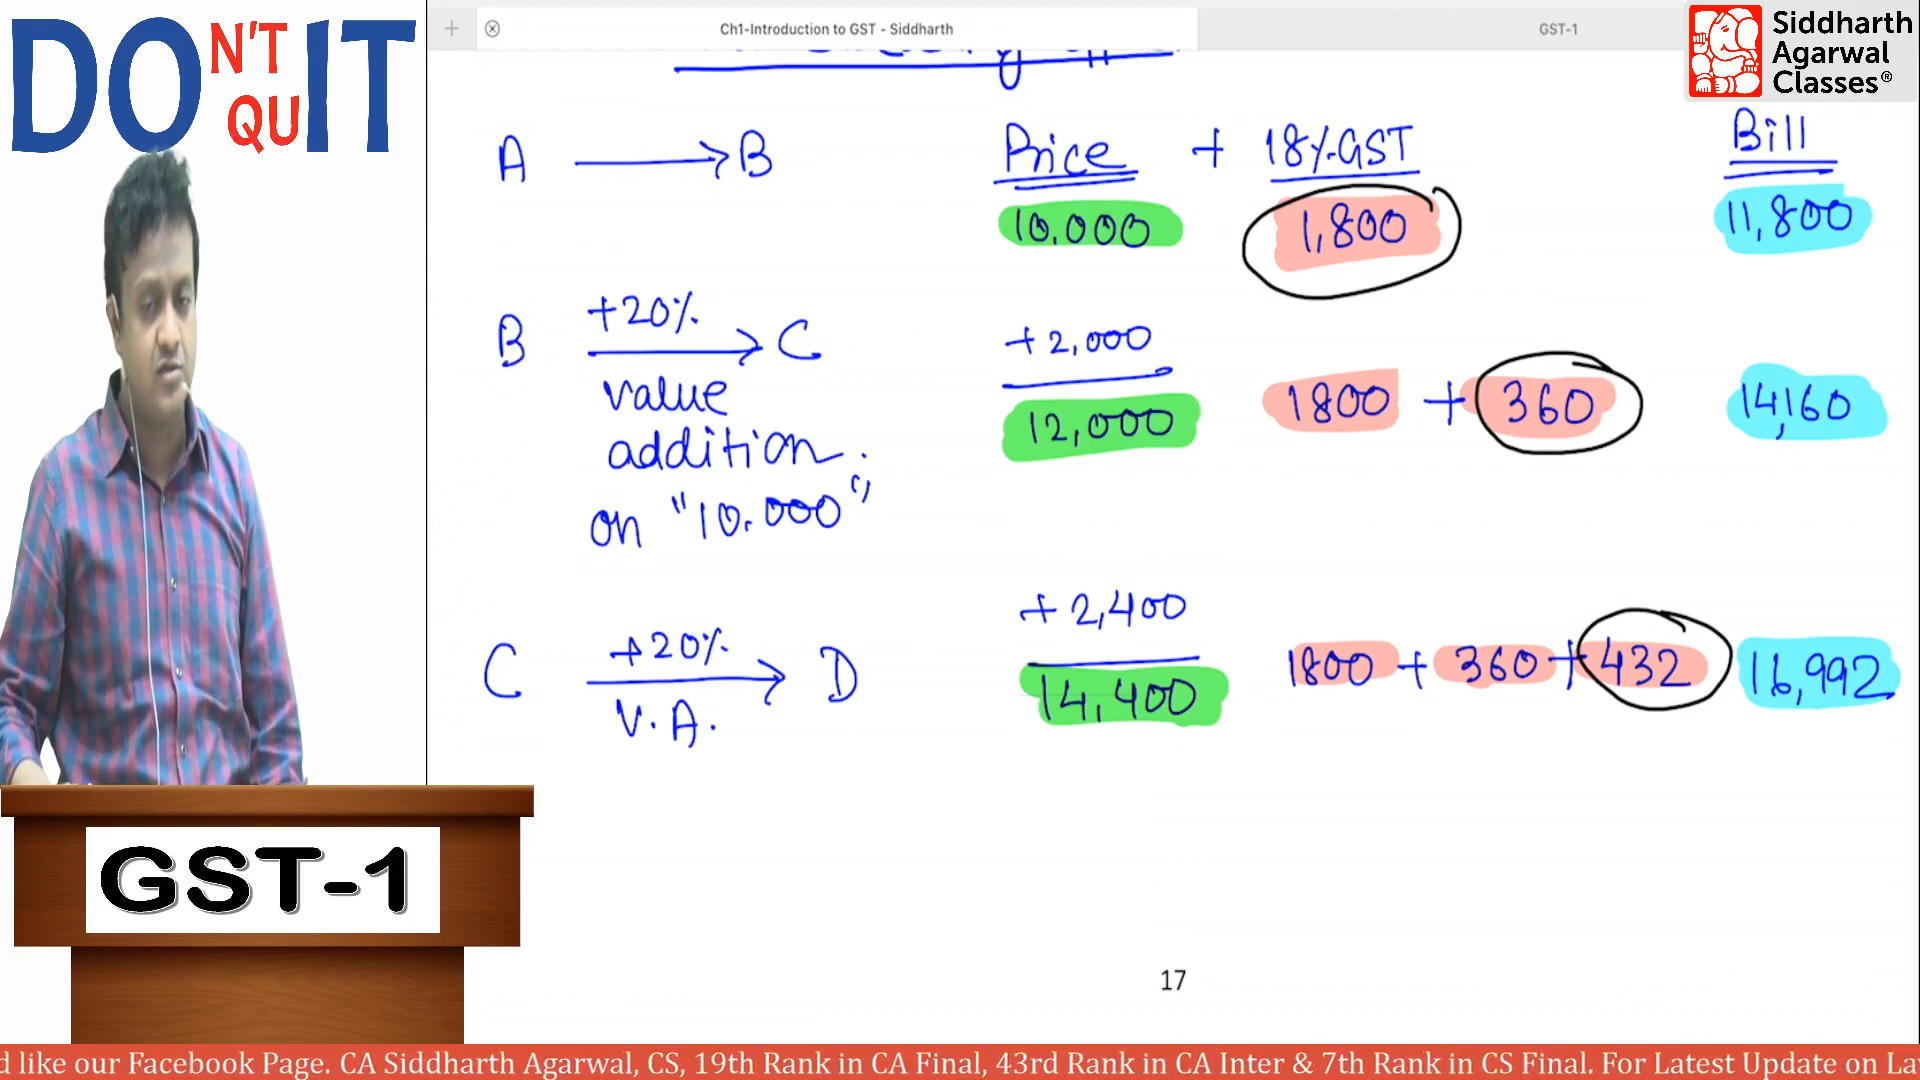 DON'T QUIT
Ch1-Introduction to GST - Siddharth
GST-1
Siddharth
Agarwal
Classes®
A → B
Price + 18%GST
Bill
10,000
1,800
11,800
B +20% → C
value
addition.
on "10.000"
+2,000
12,000
1800 + 360
14,160
C +20% → D
V.A.
+2,400
14,400
1800 + 360 + 432
16,992
GST-1
17
d like our Facebook Page. CA Siddharth Agarwal, CS, 19th Rank in CA Final, 43rd Rank in CA Inter & 7th Rank in CS Final. For Latest Update on La